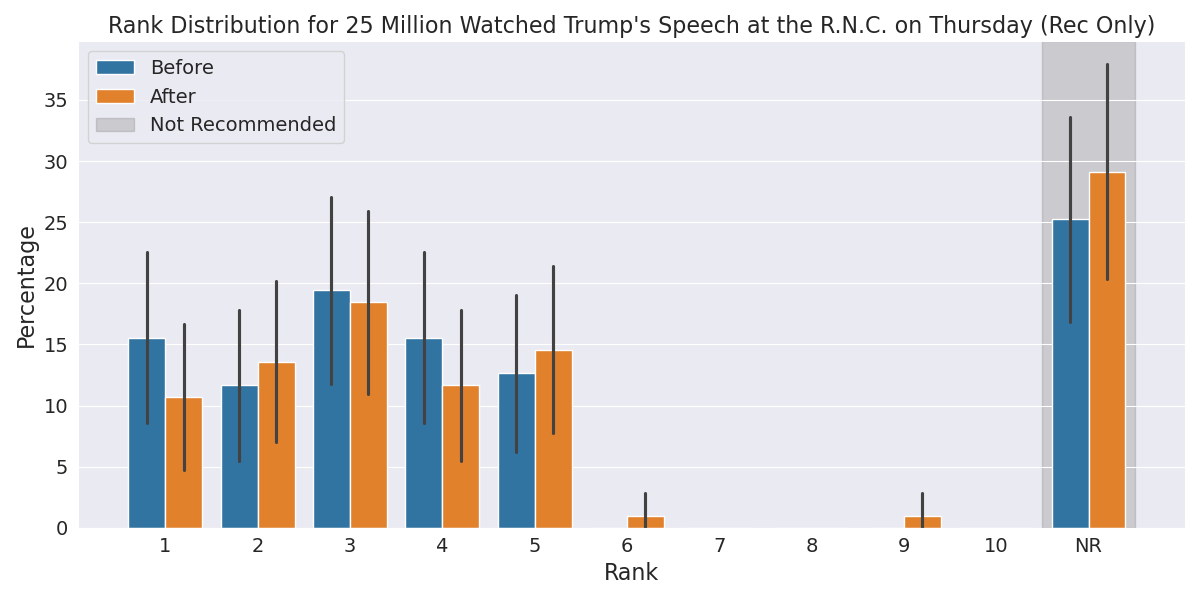 Rank Distribution for 25 Million Watched Trump's Speech at the R.N.C. on Thursday (Rec Only)
Before
After
Not Recommended
Percentage
35
30
25
20
15
10
5
0
1 2 3 4 5 6 7 8 9 10 NR
Rank